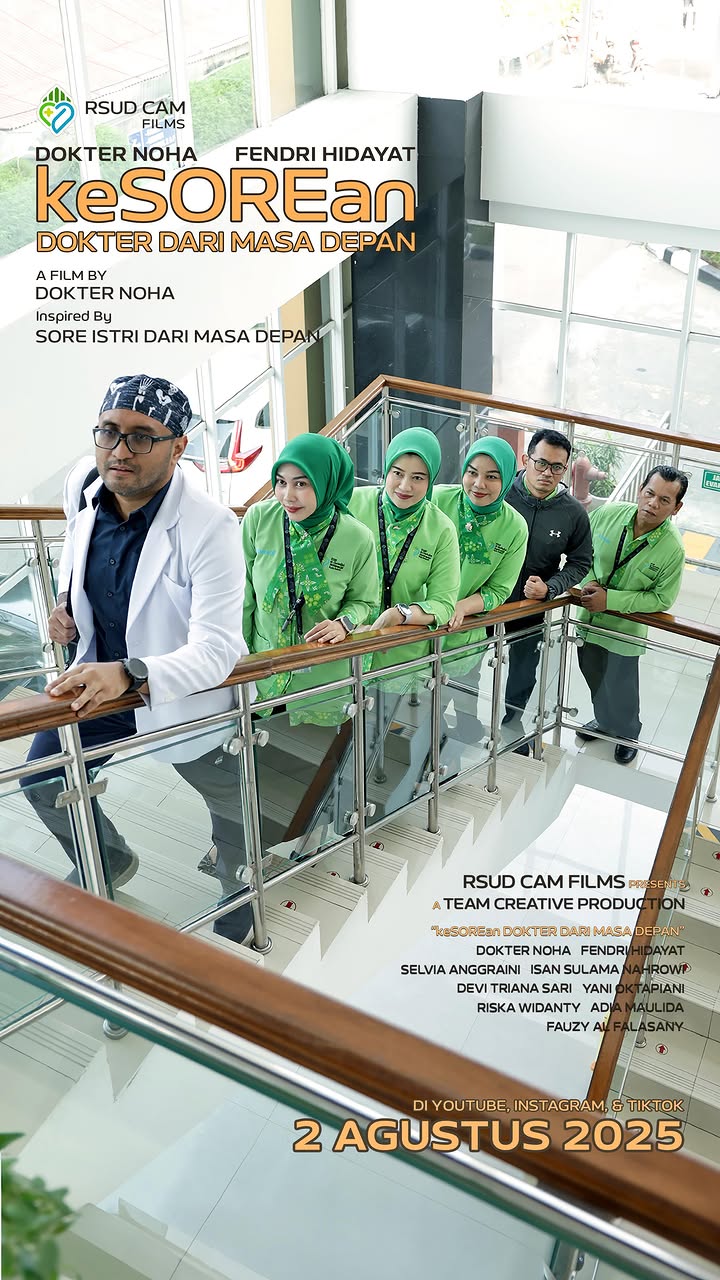 RSUD CAM
FILMS
DOKTER NOHA FENDRI HIDAYAT
keSOREan
DOKTER DARI MASA DEPAN
A FILM BY
DOKTER NOHA
Inspired By
SORE ISTRI DARI MASA DEPAN
RSUD CAM FILMS PRESENTS
A TEAM CREATIVE PRODUCTION
"keSOREan DOKTER DARI MASA DEPAN"
DOKTER NOHA FENDRI HIDAYAT
SELVIA ANGGRAINI ISAN SULAMA NAHROWI
DEVI TRIANA SARI YANI OKTAPIANI
RISKA WIDANTY ADIA MAULIDA
FAUZY AL FALASANY
DI YOUTUBE, INSTAGRAM, & TIKTOK
2 AGUSTUS 2025